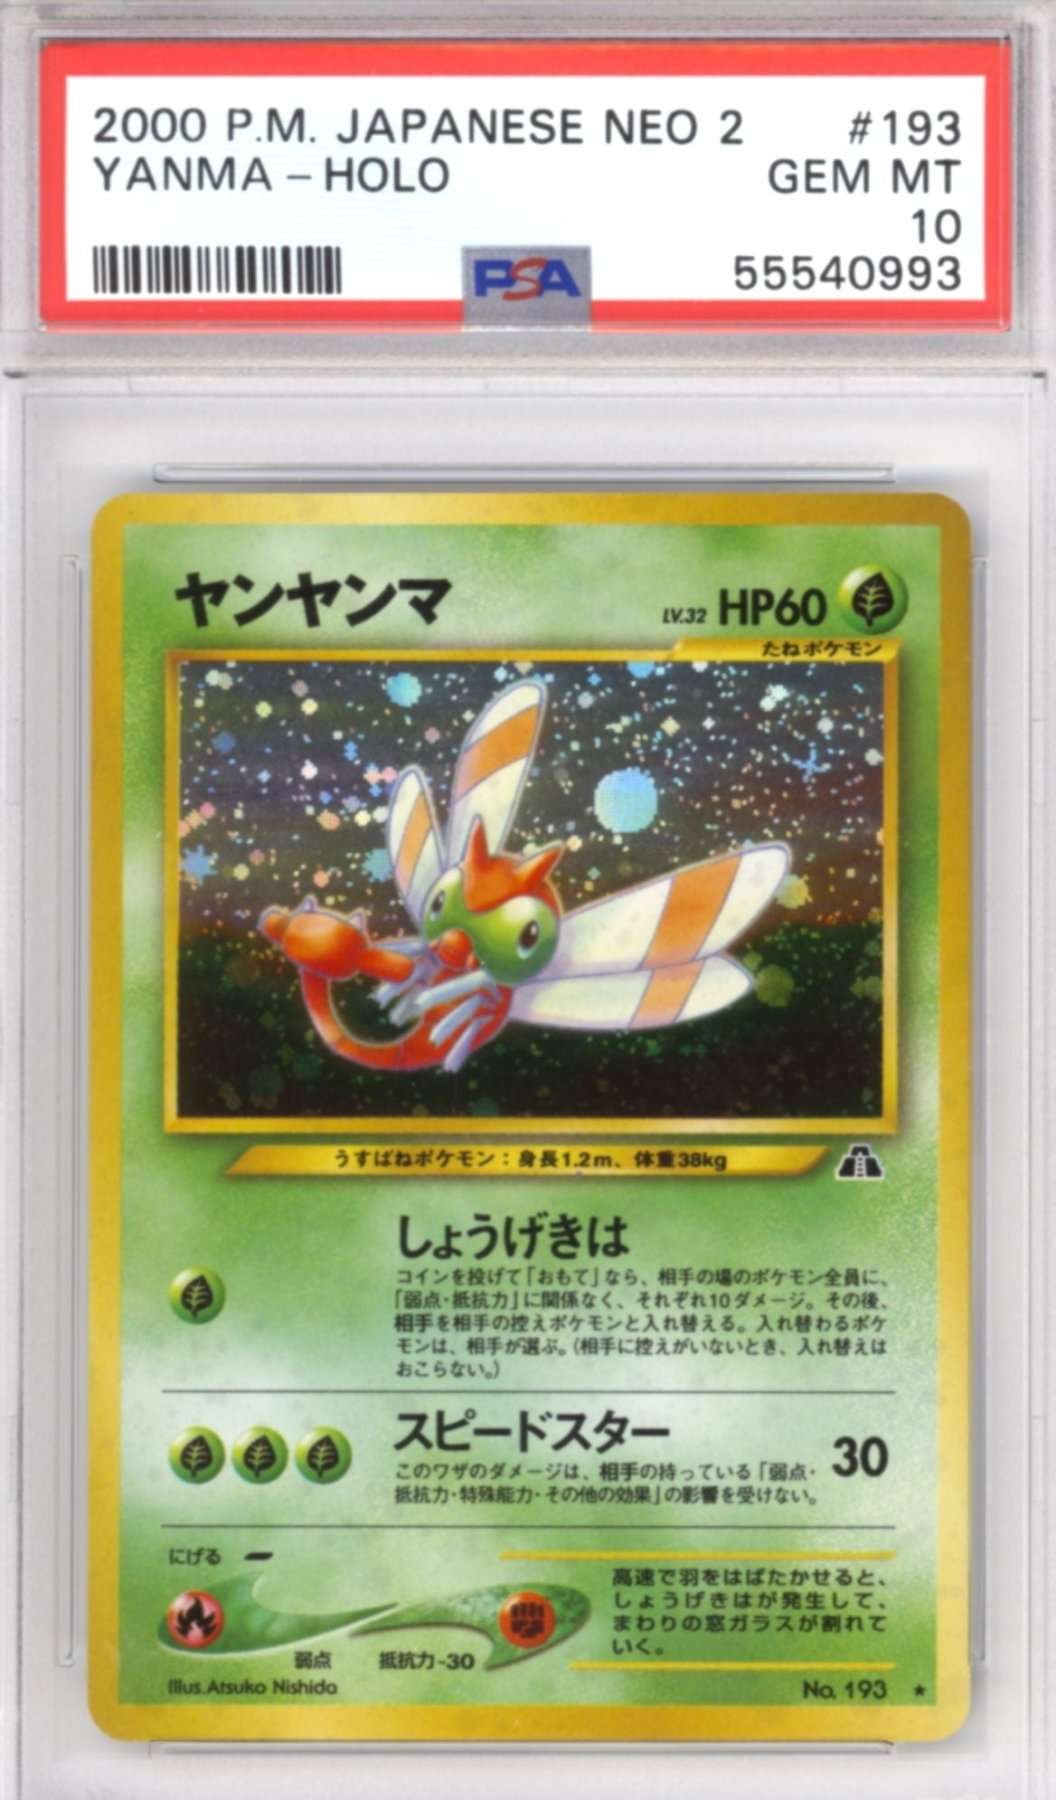 2000 P.M. JAPANESE NEO 2 #193
YANMA – HOLO GEM MT
10
PSA 55540993
ヤンヤンマ LV.32 HP60
たねポケモン
うすばねポケモン:身長1.2m、体重38kg
しょうげきは
コインを投げて「おもて」なら、相手の場のポケモン全員に、
「弱点・抵抗力」に関係なく、それぞれ10ダメージ。その後、
相手を相手の控えポケモンと入れ替える。入れ替わるポケ
モンは、相手が選ぶ。(相手に控えがいないとき、入れ替えは
おこらない。)
スピードスター 30
このワザのダメージは、相手の持っている「弱点・
抵抗力・特殊能力・その他の効果」の影響を受けない。
にげる
弱点 抵抗力-30
高速で羽をはばたかせると、
しょうげきはが発生して、
まわりの窓ガラスが割れて
いく。
Illus.Atsuko Nishida No. 193 ★